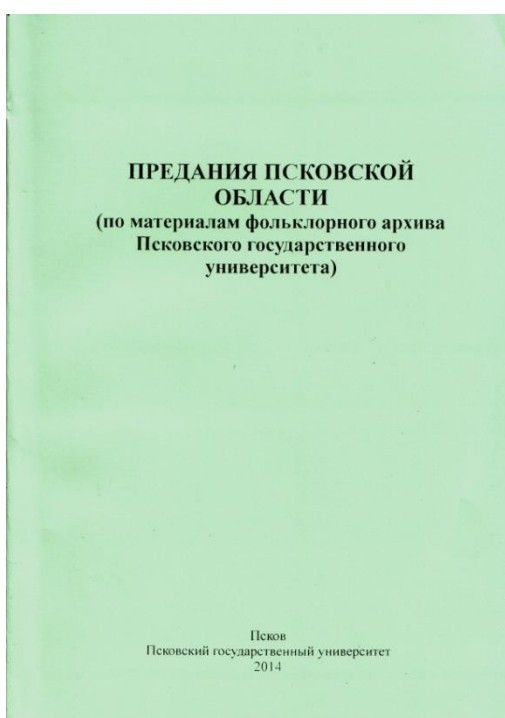 ПРЕДАНИЯ ПСКОВСКОЙ
ОБЛАСТИ
(по материалам фольклорного архива
Псковского государственного
университета)
Псков
Псковский государственный университет
2014